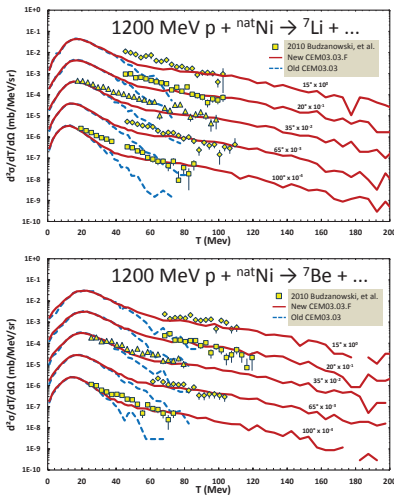 1200 MeV p + natNi → 7Li + ...
1E-1
1E-2
1E-3
1E-4
1E-5
1E-6
1E-7
1E-8
1E-9
1E-10
d²σ/dT/dΩ (mb/MeV/sr)
2010 Budzanowski, et al.
New CEM03.03.F
Old CEM03.03
15° x 10⁰
20° x 10⁻¹
35° x 10⁻²
65° x 10⁻³
100° x 10⁻⁴
0 20 40 60 80 100 120 140 160 180 200
T (Mev)
1200 MeV p + natNi → 7Be + ...
1E-1
1E-2
1E-3
1E-4
1E-5
1E-6
1E-7
1E-8
1E-9
1E-10
d²σ/dT/dΩ (mb/MeV/sr)
2010 Budzanowski, et al.
New CEM03.03.F
Old CEM03.03
15° x 10⁰
20° x 10⁻¹
35° x 10⁻²
65° x 10⁻³
100° x 10⁻⁴
0 20 40 60 80 100 120 140 160 180 200
T (Mev)